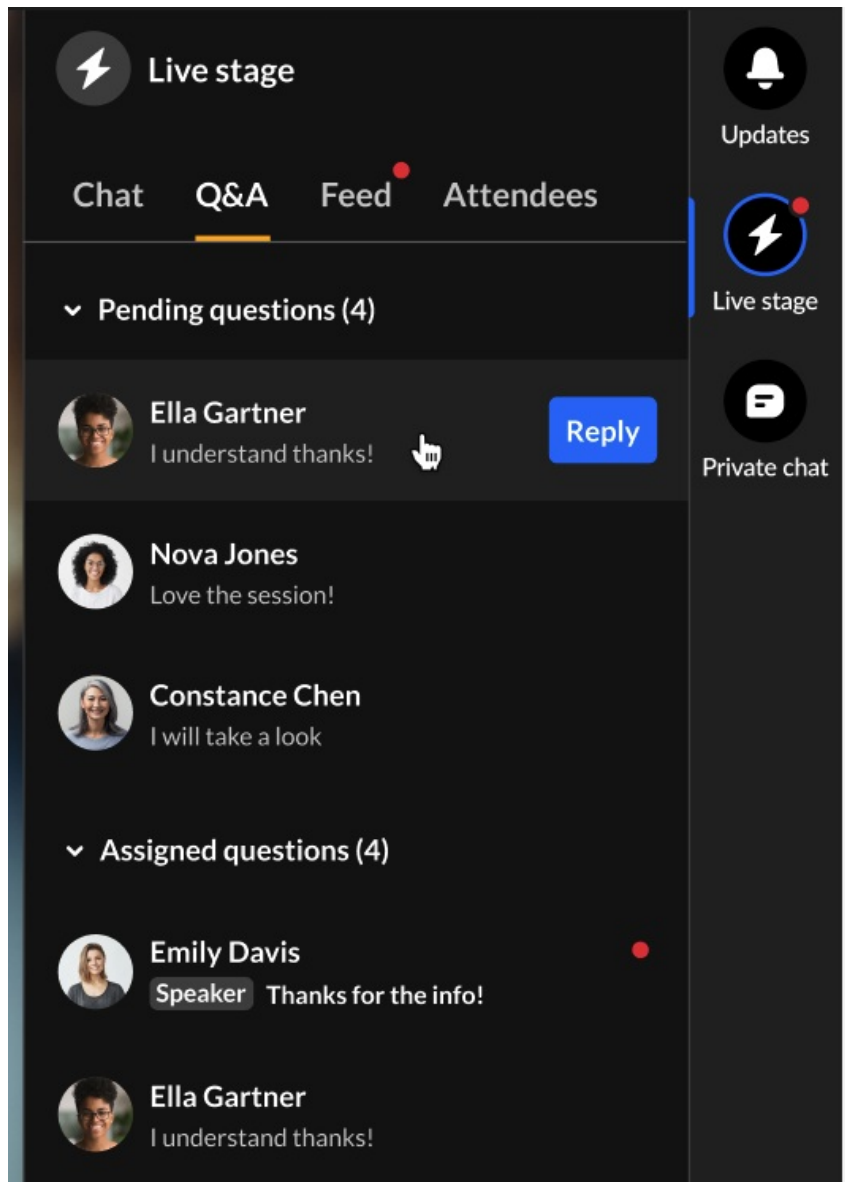 Live stage
Chat Q&A Feed Attendees
Pending questions (4)
Ella Gartner
I understand thanks!
Reply
Nova Jones
Love the session!
Constance Chen
I will take a look
Assigned questions (4)
Emily Davis
Speaker Thanks for the info!
Ella Gartner
I understand thanks!
Updates
Live stage
Private chat